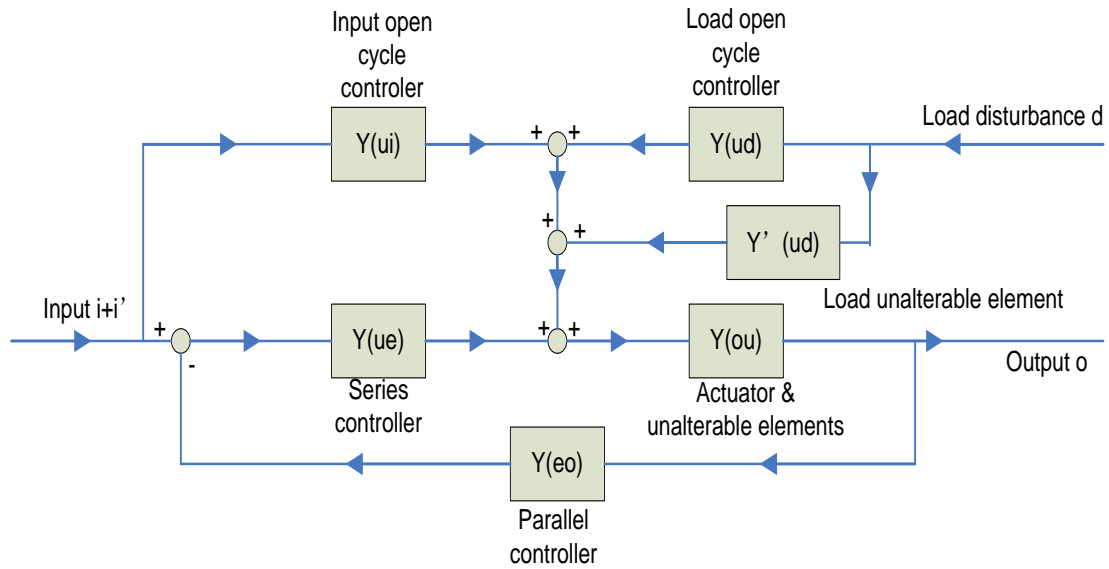 Input open
cycle
controler
Load open
cycle
controller
Load disturbance d
Y(ui)
+
+
Y(ud)
+
+
Y’ (ud)
Input i+i’
Load unalterable element
+
-
Y(ue)
+
+
Y(ou)
Output o
Series
controller
Actuator &
unalterable elements
Y(eo)
Parallel
controller